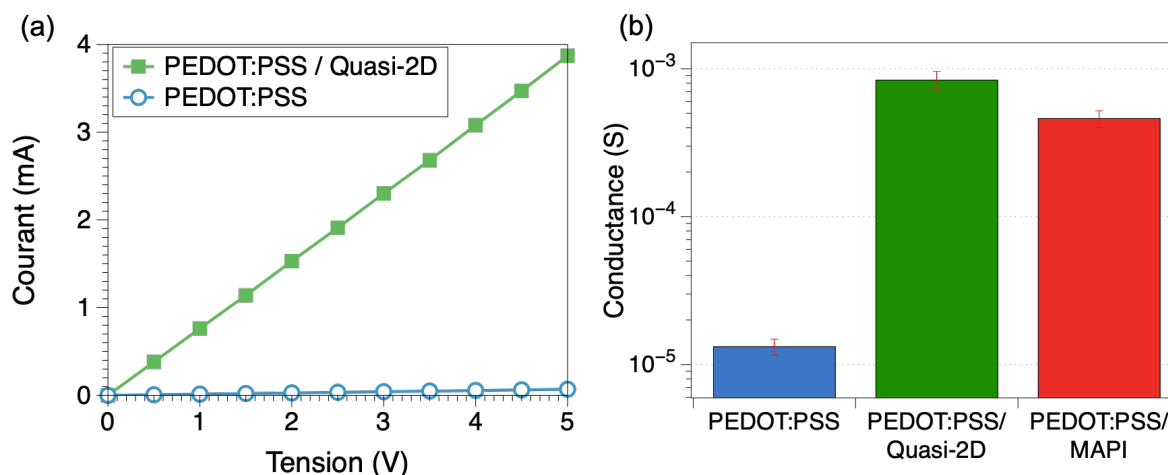 (a)
4
3
2
1
0
Courant (mA)
PEDOT:PSS / Quasi-2D
PEDOT:PSS
0 1 2 3 4 5
Tension (V)
(b)
10⁻³
10⁻⁴
10⁻⁵
Conductance (S)
PEDOT:PSS
PEDOT:PSS/
Quasi-2D
PEDOT:PSS/
MAPI